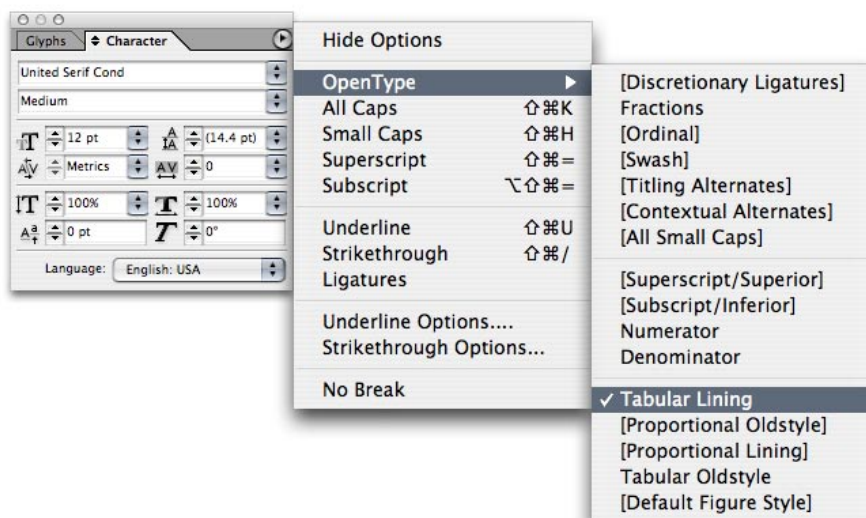 Glyphs Character
United Serif Cond
Medium
12 pt (14.4 pt)
Metrics 0
100% 100%
0 pt 0°
Language: English: USA
Hide Options
OpenType
All Caps ⇧⌘K
Small Caps ⇧⌘H
Superscript ⇧⌘=
Subscript ⌥⇧⌘=
Underline ⇧⌘U
Strikethrough ⇧⌘/
Ligatures
Underline Options....
Strikethrough Options...
No Break
[Discretionary Ligatures]
Fractions
[Ordinal]
[Swash]
[Titling Alternates]
[Contextual Alternates]
[All Small Caps]
[Superscript/Superior]
[Subscript/Inferior]
Numerator
Denominator
✓ Tabular Lining
[Proportional Oldstyle]
[Proportional Lining]
Tabular Oldstyle
[Default Figure Style]